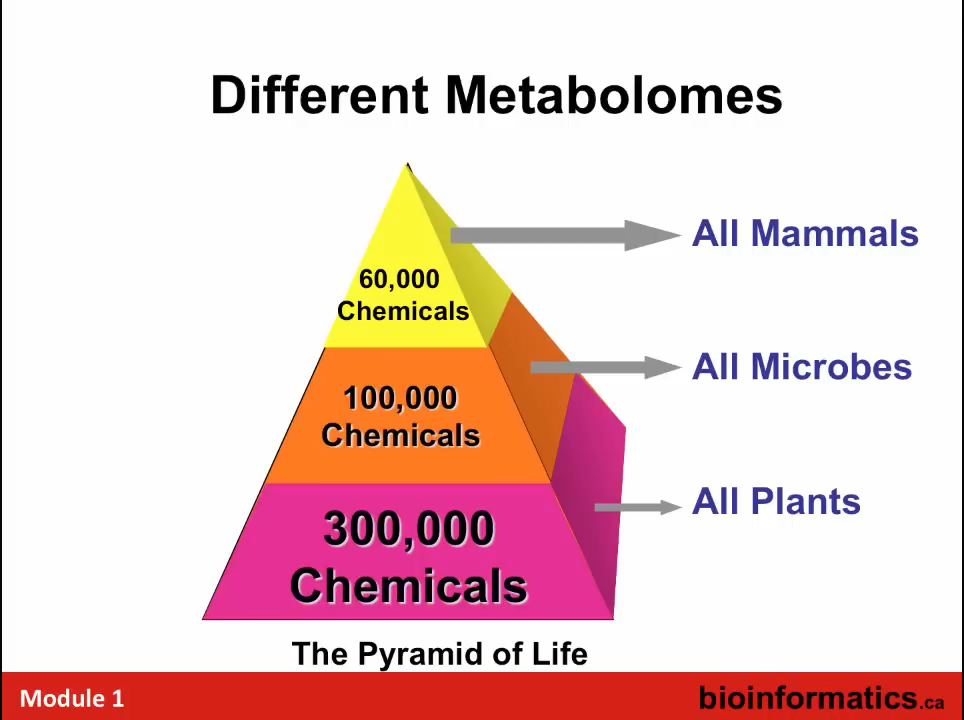 Different Metabolomes
60,000
Chemicals
All Mammals
100,000
Chemicals
All Microbes
300,000
Chemicals
All Plants
The Pyramid of Life
Module 1
bioinformatics.ca